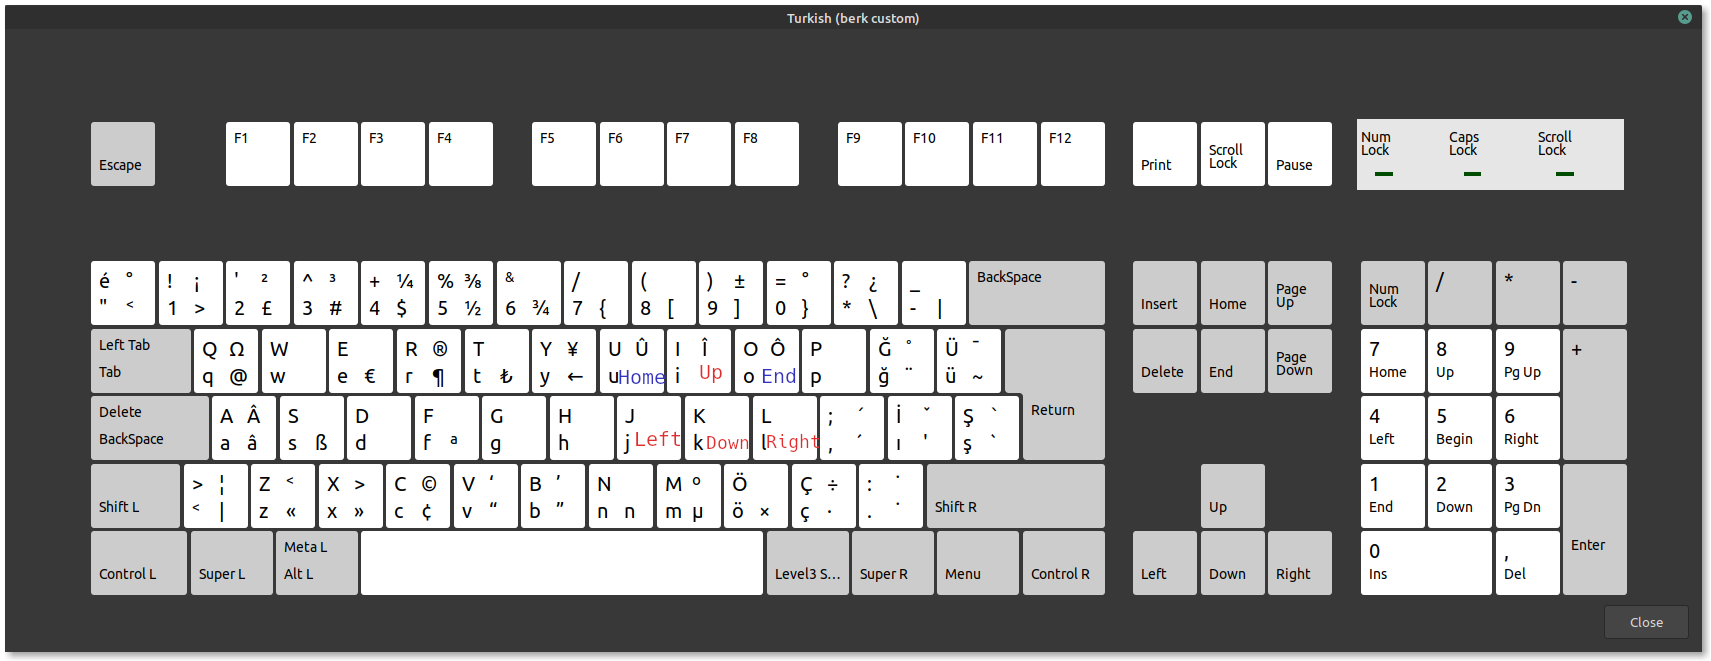 Turkish (berk custom)
Escape F1 F2 F3 F4 F5 F6 F7 F8 F9 F10 F11 F12 Print Scroll Lock Pause
Num Lock Caps Lock Scroll Lock
é ° ! ¡ ' ² ^ ³ + ¼ % ⅜ & / ( ) ± = ° ? ¿ _ BackSpace
" < 1 > 2 £ 3 # 4 $ 5 ½ 6 ¾ 7 { 8 [ 9 ] 0 } * \ - |
Insert Home Page Up Num Lock / * -
Left Tab Q Ω W E R ® T Y ¥ U Û I Î O Ô P Ğ ° Ü ¯
Tab q @ w e € r ¶ t ₺ y ← u Home i Up o End p ğ ¨ ü ~
Delete End Page Down 7 Home 8 Up 9 Pg Up +
Delete A Â S D F G H J K L ; ´ İ ˇ Ş ` Return
BackSpace a â s ß d f ª g h j Left k Down l Right , ´ ı ' ş `
4 Left 5 Begin 6 Right
Shift L > ¦ Z < X > C © V ‘ B ’ N M º Ö Ç ÷ : ˙ Shift R
< | z « x » c ¢ v “ b ” n n m µ ö × ç · . ˙
Up 1 End 2 Down 3 Pg Dn Enter
Control L Super L Meta L Alt L Level3 S... Super R Menu Control R
Left Down Right 0 Ins , Del
Close